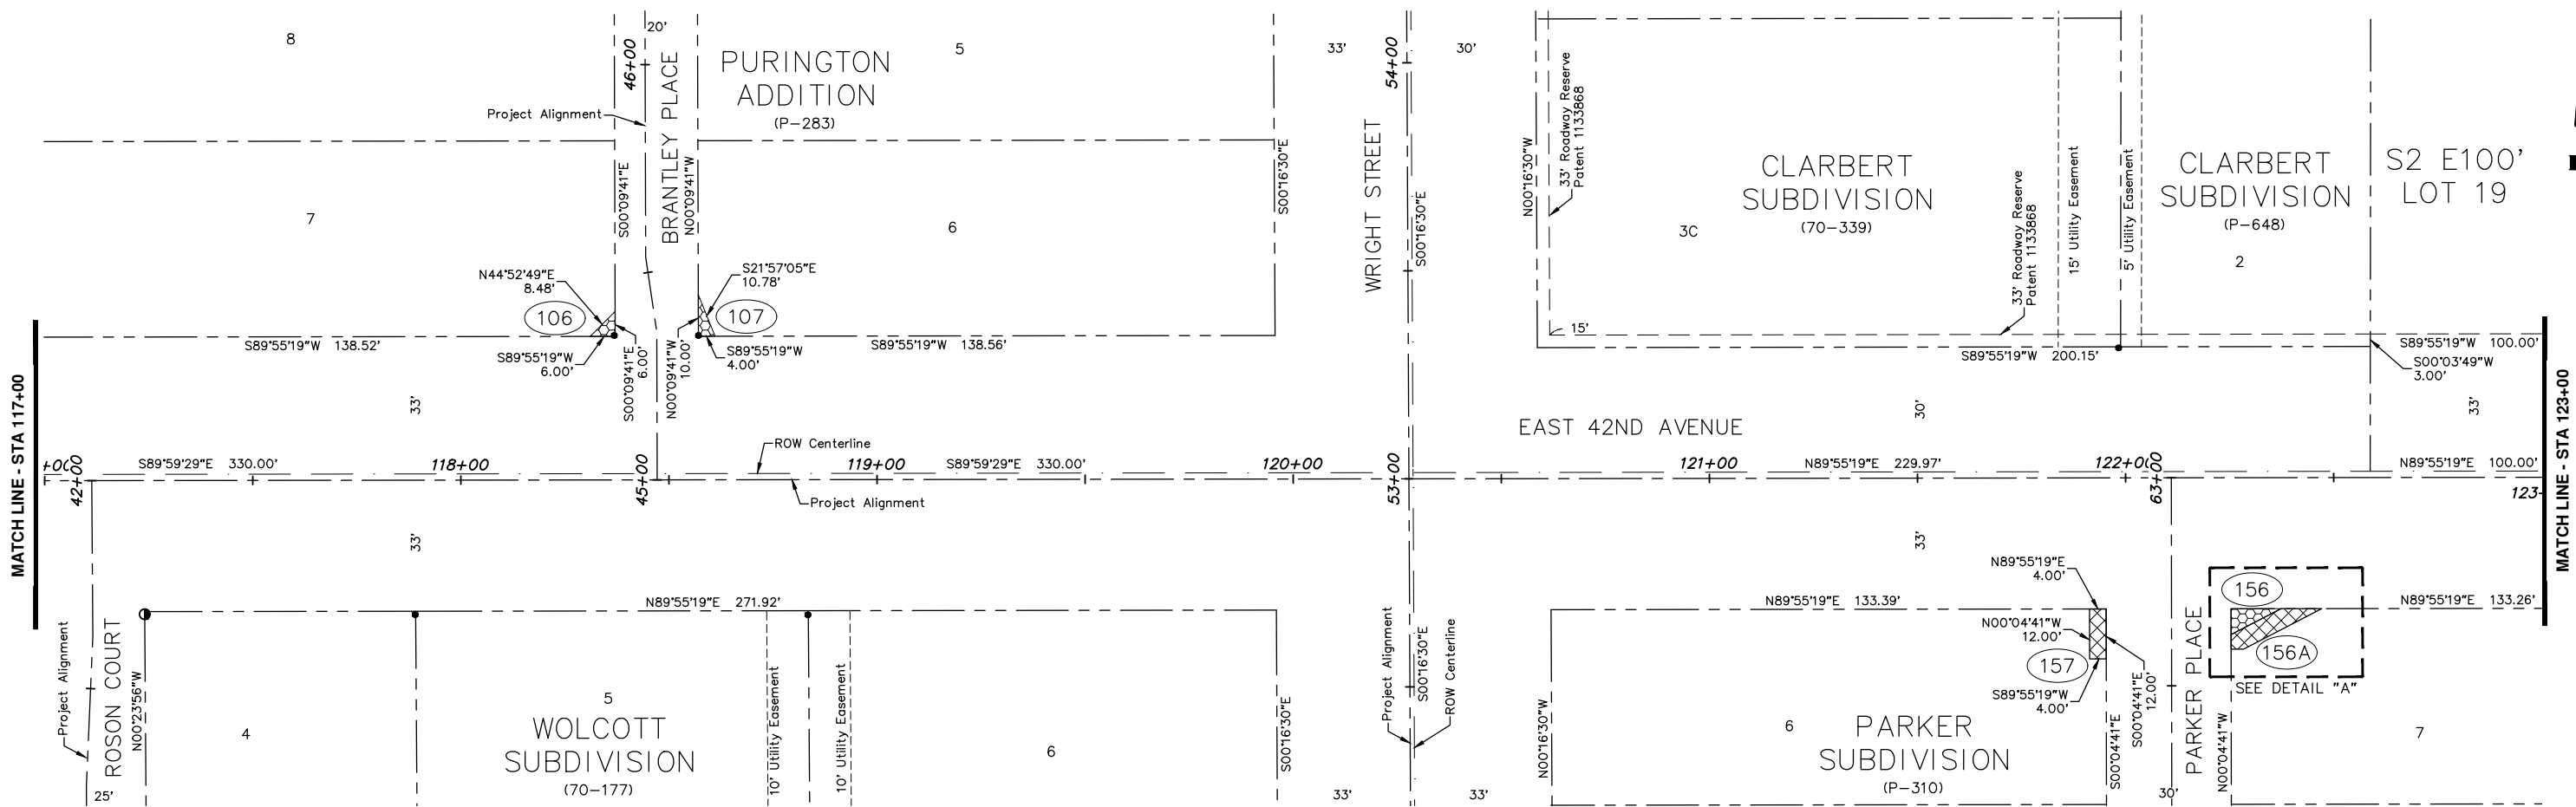 8
20'
46+00
BRANTLEY PLACE
PURINGTON
ADDITION
(P-283)
5
Project Alignment
7
S00°09'41"E
N00°09'41"W
6
S00°16'30"E
N44°52'49"E
8.48'
106
S21°57'05"E
10.78'
107
S89°55'19"W 138.52'
S89°55'19"W
6.00'
S00°09'41"E
6.00'
N00°09'41"W
10.00'
S89°55'19"W
4.00'
S89°55'19"W 138.56'
33'
30'
54+00
WRIGHT STREET
S00°16'30"E
N00°16'30"W
33' Roadway Reserve
Patent 1133868
CLARBERT
SUBDIVISION
(70-339)
3C
33' Roadway Reserve
Patent 1133868
15' Utility Easement
5' Utility Easement
CLARBERT
SUBDIVISION
(P-648)
2
S2 E100'
LOT 19
15'
S89°55'19"W 200.15'
S89°55'19"W 100.00'
S00°03'49"W
3.00'
MATCH LINE - STA 117+00
33'
EAST 42ND AVENUE
30'
33'
MATCH LINE - STA 123+00
ROW Centerline
+00
42+00
S89°59'29"E 330.00'
118+00
45+00
119+00
S89°59'29"E 330.00'
120+00
53+00
121+00
N89°55'19"E 229.97'
122+00
63+00
N89°55'19"E 100.00'
123
Project Alignment
33'
33'
N89°55'19"E 271.92'
Project Alignment
ROSON COURT
25'
N00°23'56"W
4
5
WOLCOTT
SUBDIVISION
(70-177)
10' Utility Easement
10' Utility Easement
6
S00°16'30"E
33'
Project Alignment
S00°16'30"E
ROW Centerline
33'
N00°16'30"W
N89°55'19"E 133.39'
6
PARKER
SUBDIVISION
(P-310)
N89°55'19"E
4.00'
N00°04'41"W
12.00'
157
S89°55'19"W
4.00'
S00°04'41"E
S00°04'41"E
12.00'
30'
PARKER PLACE
N00°04'41"W
156
156A
SEE DETAIL "A"
N89°55'19"E 133.26'
7